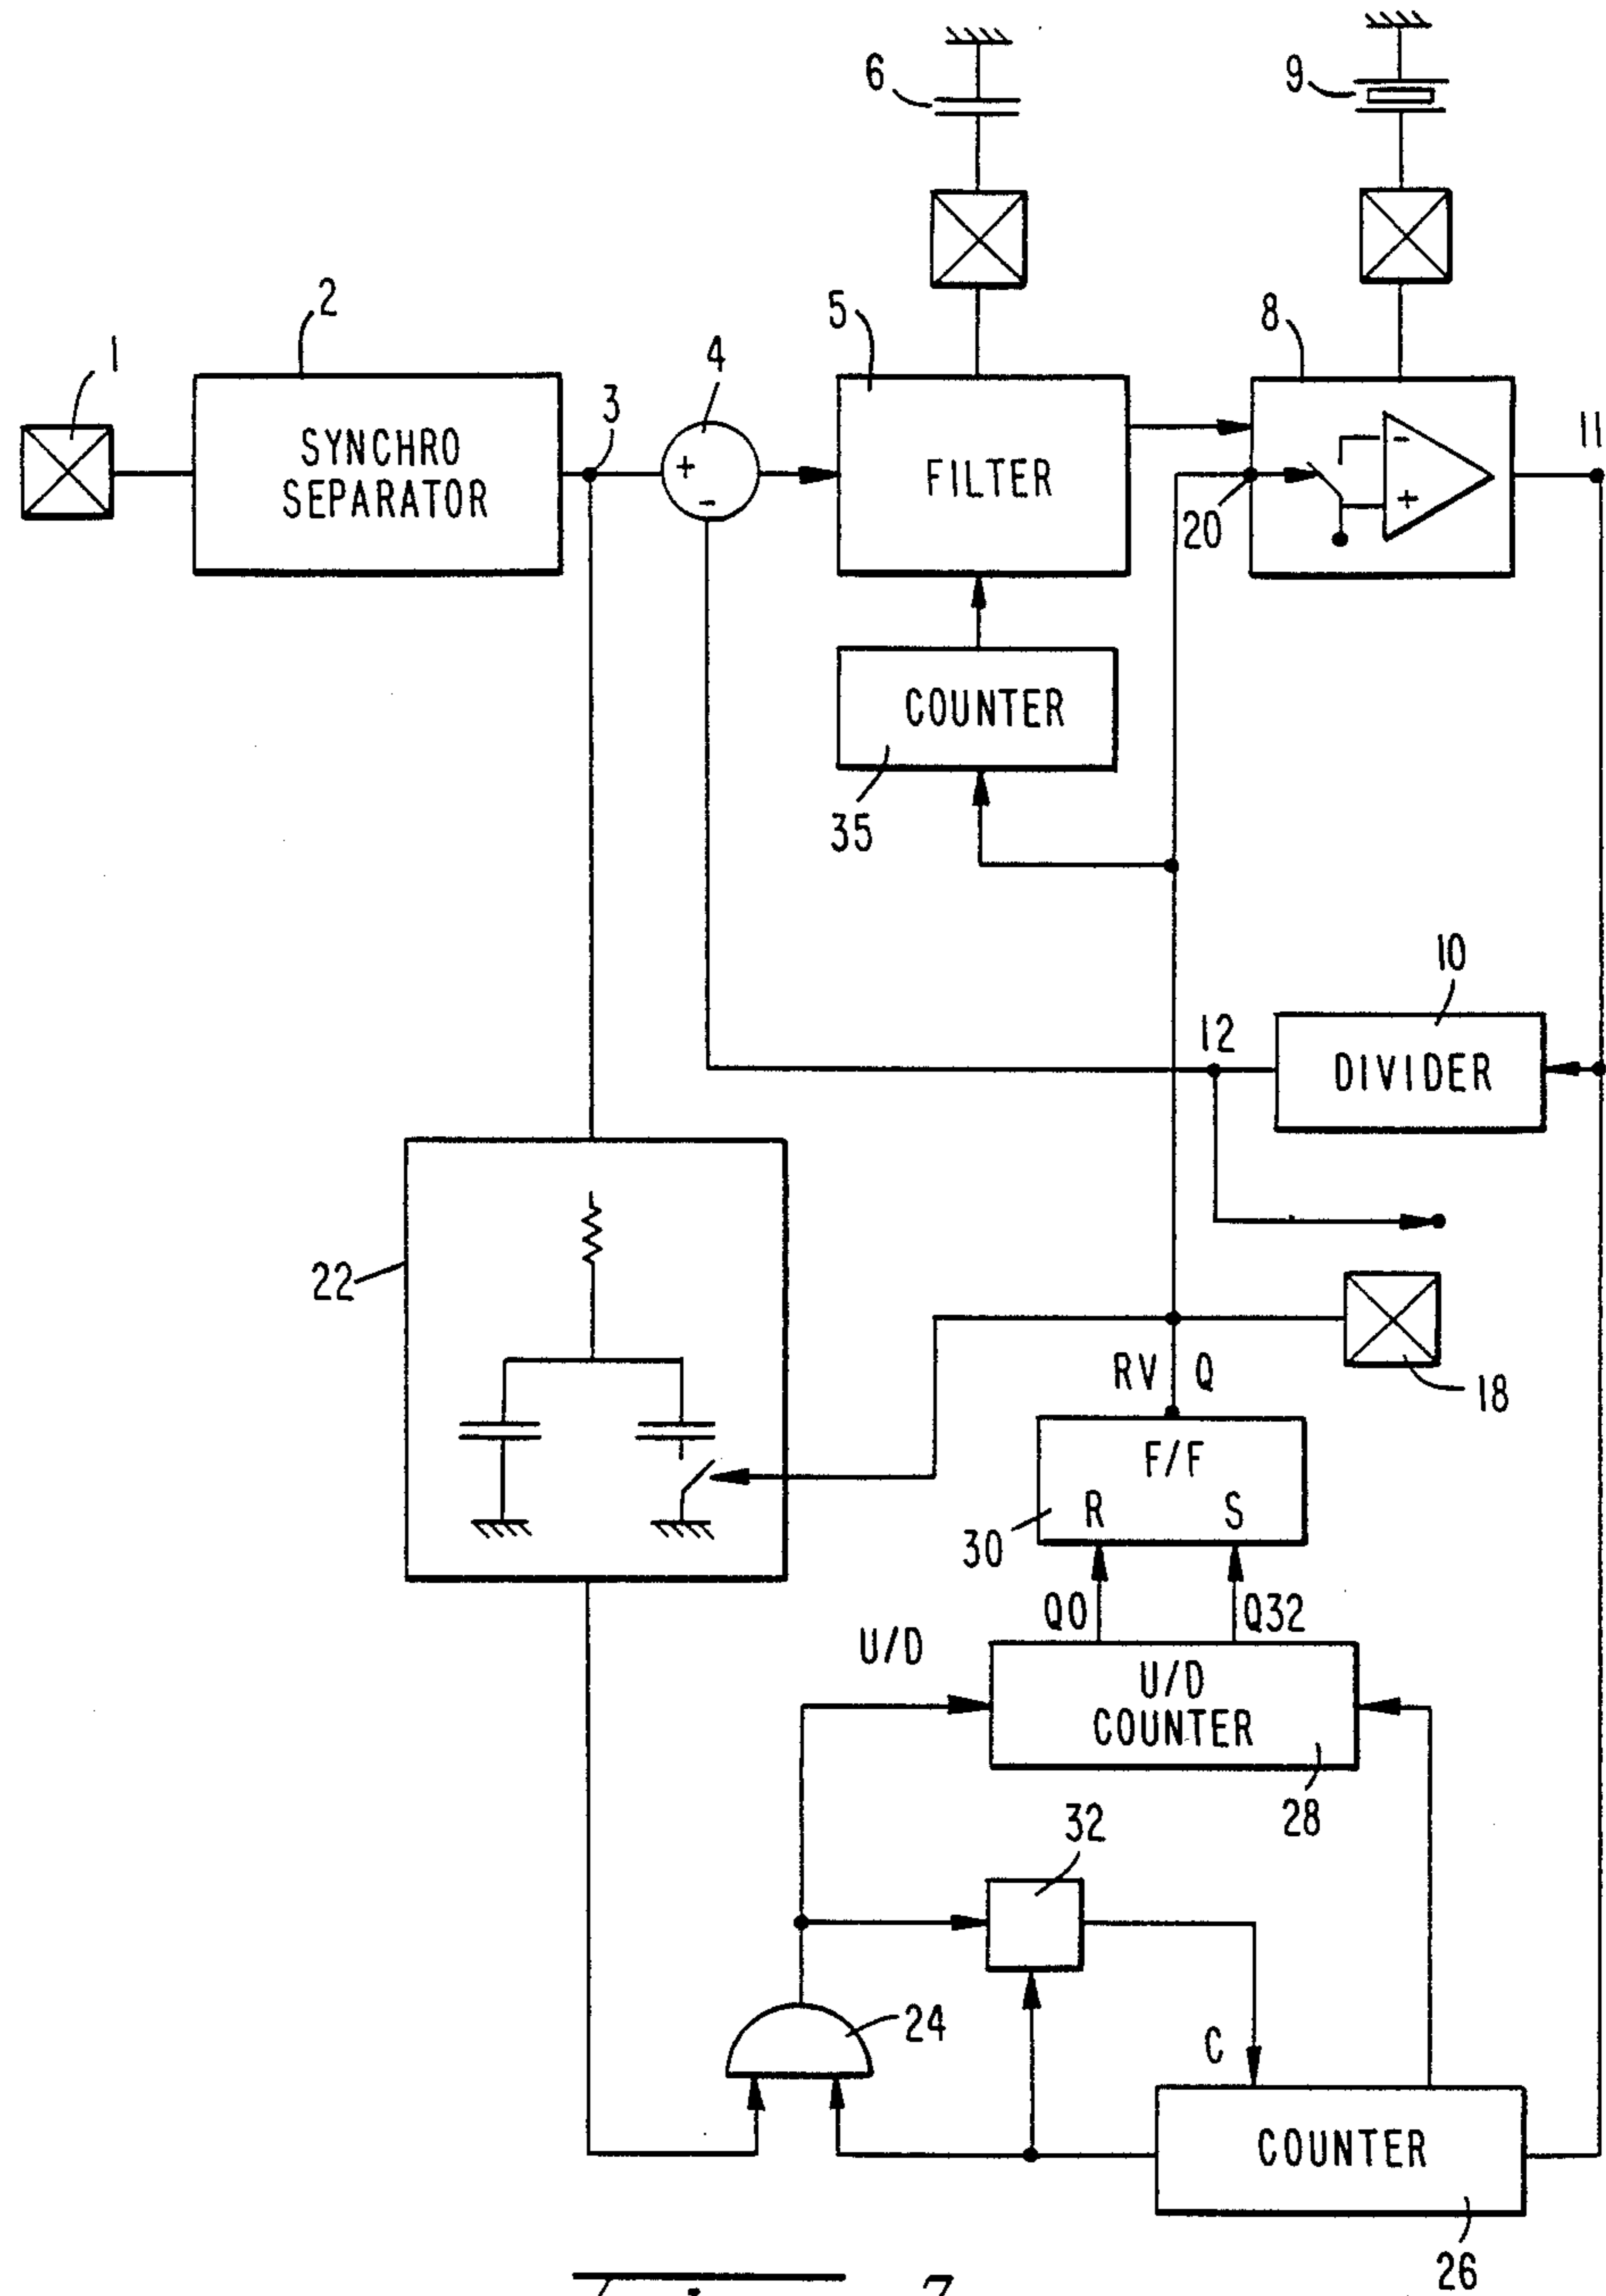 6
9
2
5
8
1
3
4
11
SYNCHRO
SEPARATOR
+
-
FILTER
-
+
20
COUNTER
35
10
12
DIVIDER
22
RV Q
18
F/F
R S
30
Q0 Q32
U/D
U/D
COUNTER
28
32
24
C
COUNTER
26